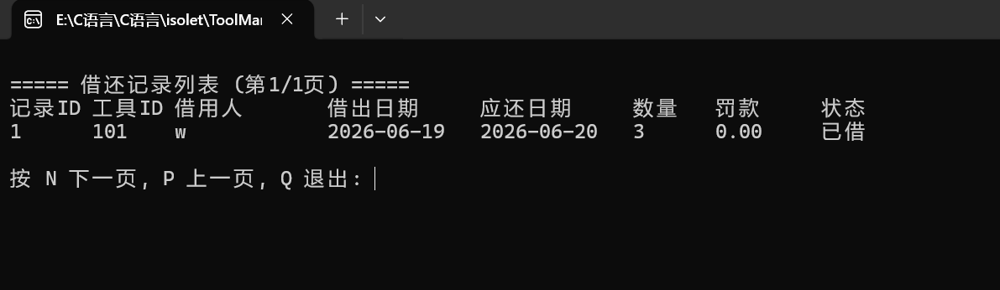 E:\C语言\C语言\isolet\ToolMar
===== 借还记录列表 (第1/1页) =====
记录ID 工具ID 借用人 借出日期 应还日期 数量 罚款 状态
1 101 w 2026-06-19 2026-06-20 3 0.00 已借
按 N 下一页, P 上一页, Q 退出: